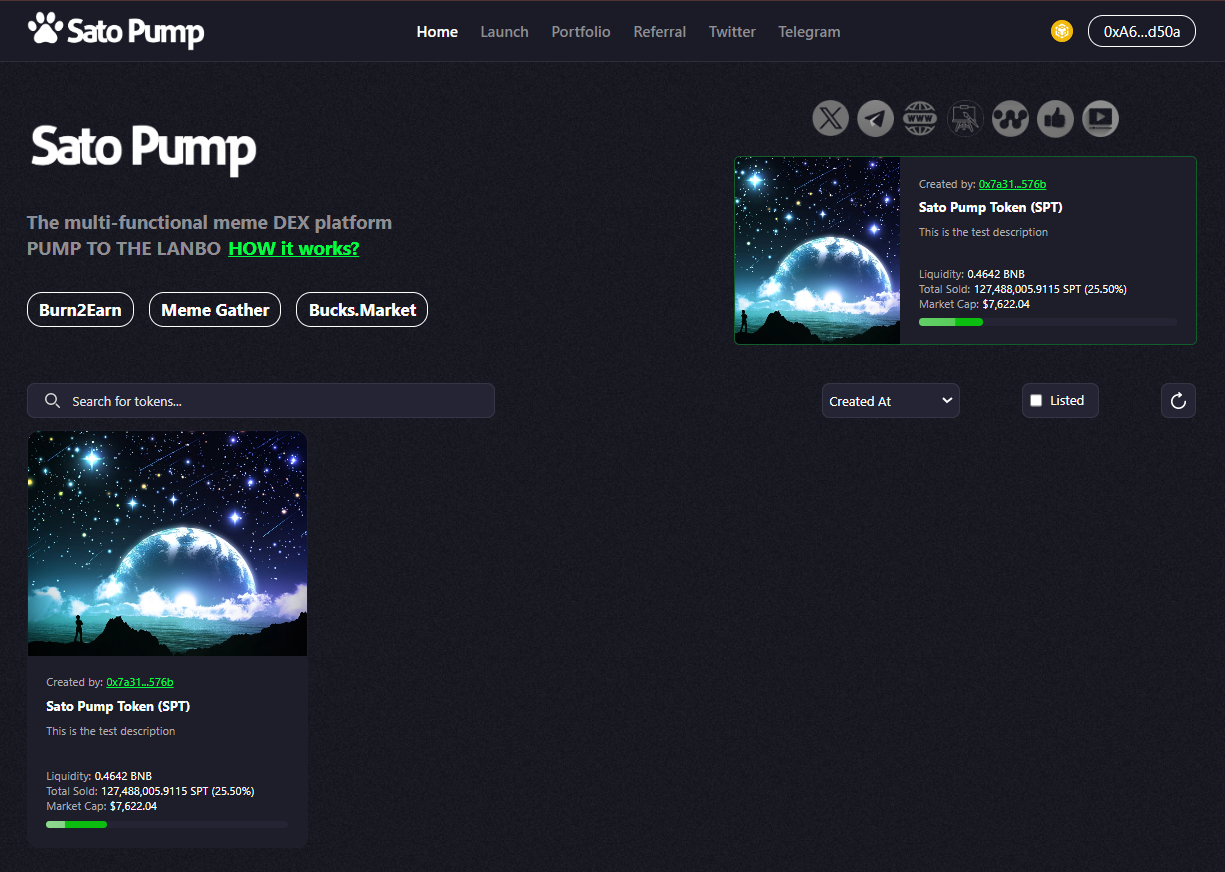 Sato Pump
Home Launch Portfolio Referral Twitter Telegram
0xA6...d50a
Sato Pump
The multi-functional meme DEX platform
PUMP TO THE LANBO HOW it works?
Burn2Earn Meme Gather Bucks.Market
WWW
Created by: 0x7a31...576b
Sato Pump Token (SPT)
This is the test description
Liquidity: 0.4642 BNB
Total Sold: 127,488,005.9115 SPT (25.50%)
Market Cap: $7,622.04
Search for tokens...
Created At
Listed
Created by: 0x7a31...576b
Sato Pump Token (SPT)
This is the test description
Liquidity: 0.4642 BNB
Total Sold: 127,488,005.9115 SPT (25.50%)
Market Cap: $7,622.04